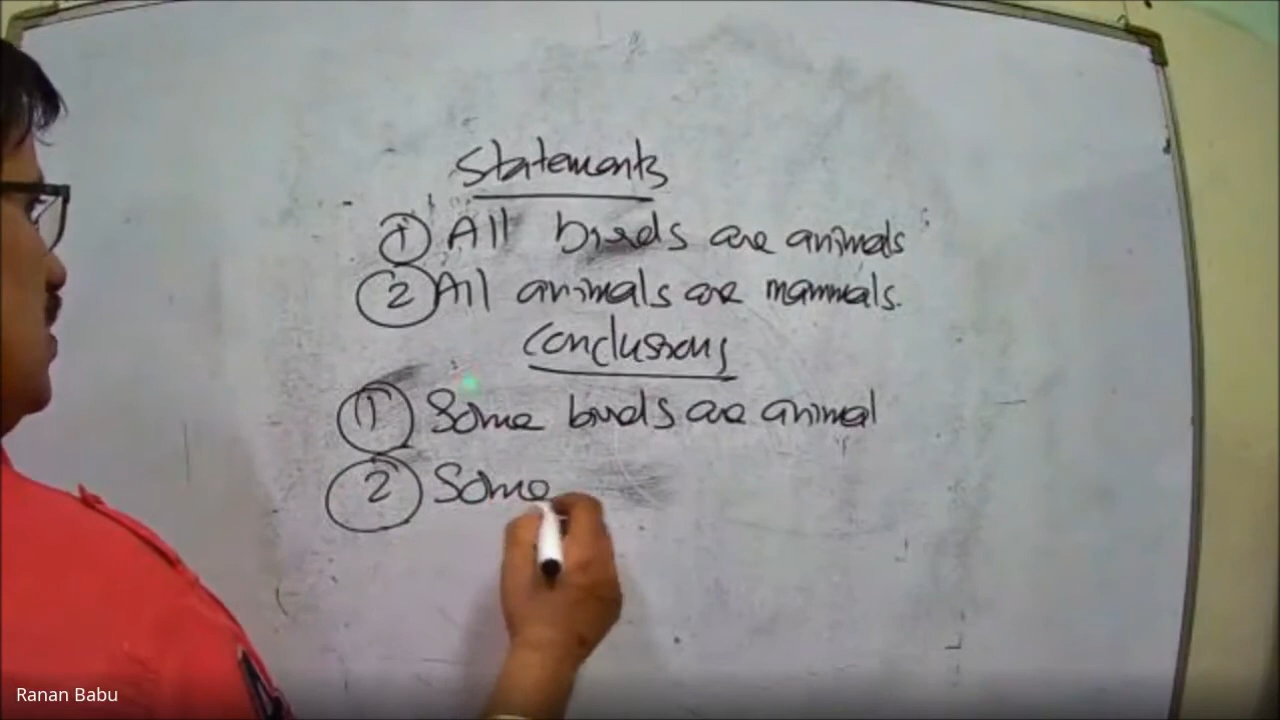 Statements
1 All birds are animals
2 All animals are mammals.
Conclusions
1 Some birds are animal
2 Some
Ranan Babu